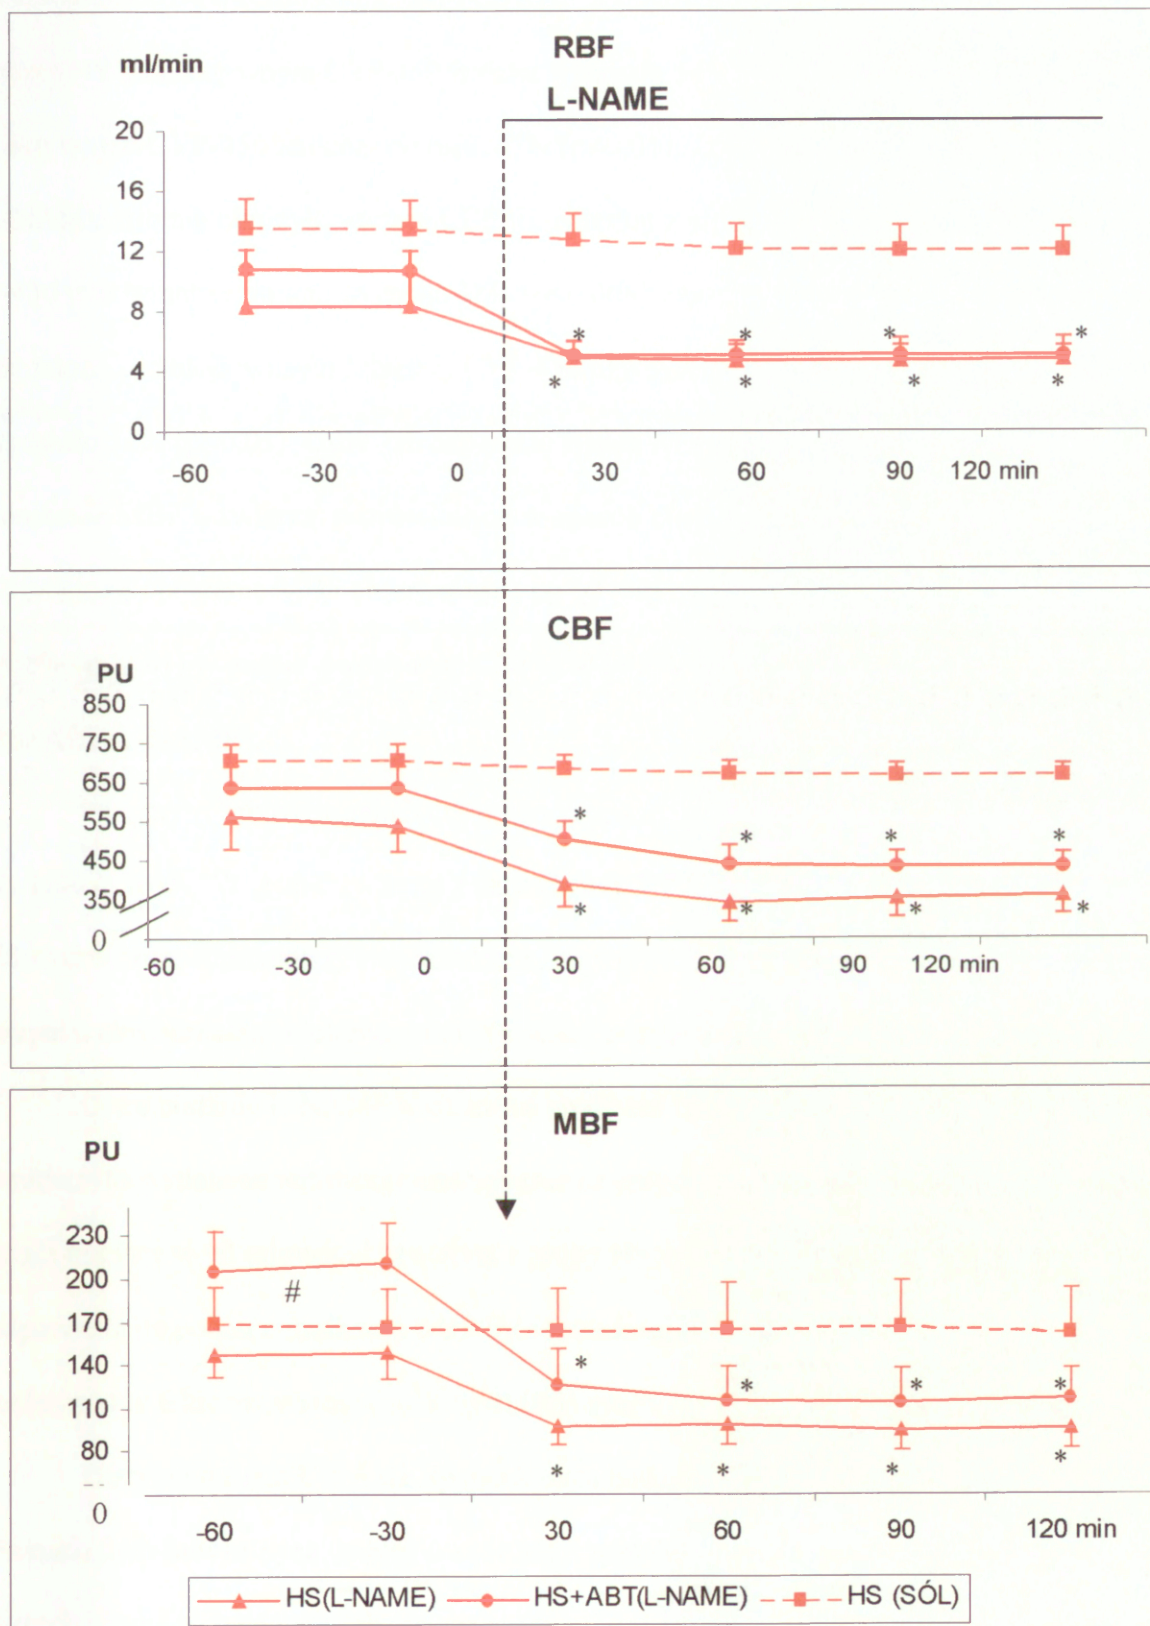 RBF
ml/min
L-NAME
20
16
12
8
4
0
* * * *
* * * *
-60 -30 0 30 60 90 120 min
CBF
PU
850
750
650
550
450
350
0
* * * *
* * * *
-60 -30 0 30 60 90 120 min
MBF
PU
230
200
#
170
140
110
80
0
* * * *
* * * *
-60 -30 30 60 90 120 min
HS(L-NAME) HS+ABT(L-NAME) HS (SÓL)